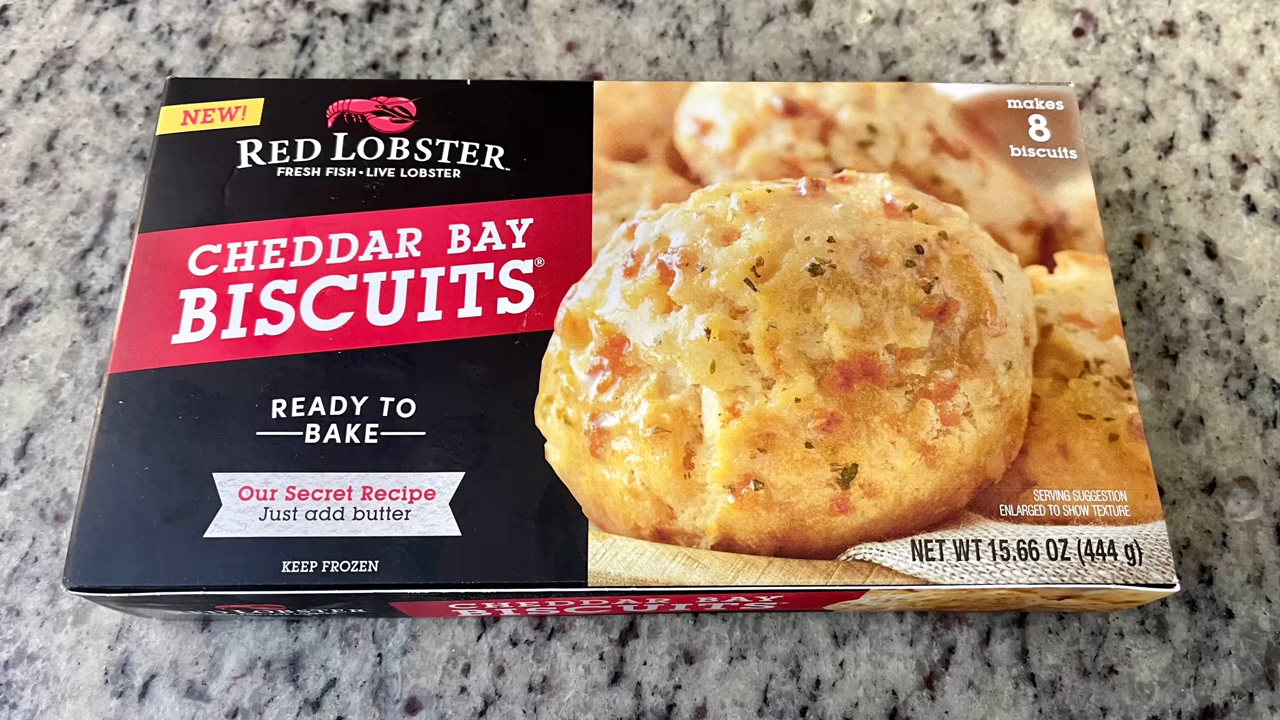 NEW!
RED LOBSTER™
FRESH FISH • LIVE LOBSTER
CHEDDAR BAY
BISCUITS®
READY TO
BAKE
Our Secret Recipe
Just add butter
KEEP FROZEN
makes
8
biscuits
SERVING SUGGESTION
ENLARGED TO SHOW TEXTURE
NET WT 15.66 OZ (444 g)
RED LOBSTER
CHEDDAR BAY
BISCUITS®